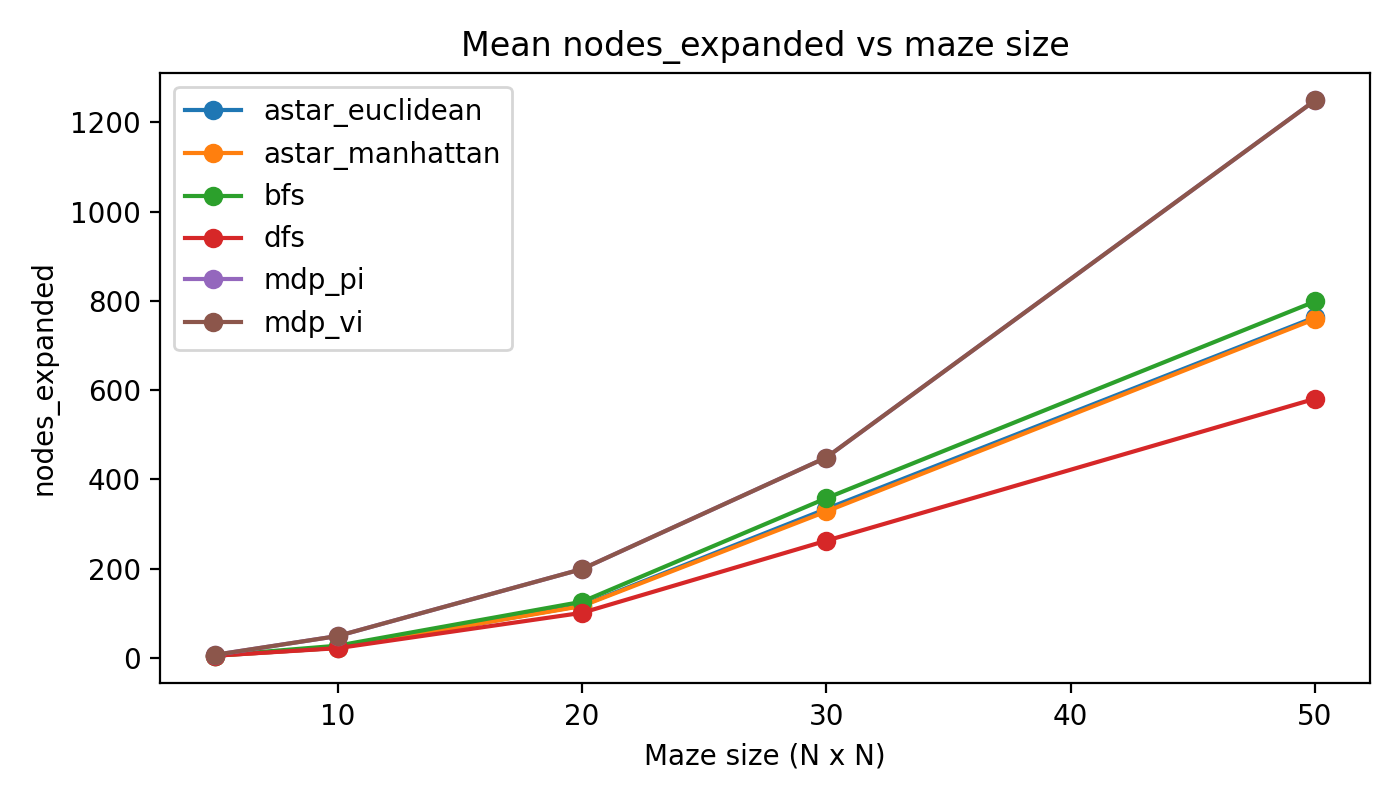 Mean nodes_expanded vs maze size
astar_euclidean
astar_manhattan
bfs
dfs
mdp_pi
mdp_vi
nodes_expanded
1200
1000
800
600
400
200
0
10 20 30 40 50
Maze size (N x N)